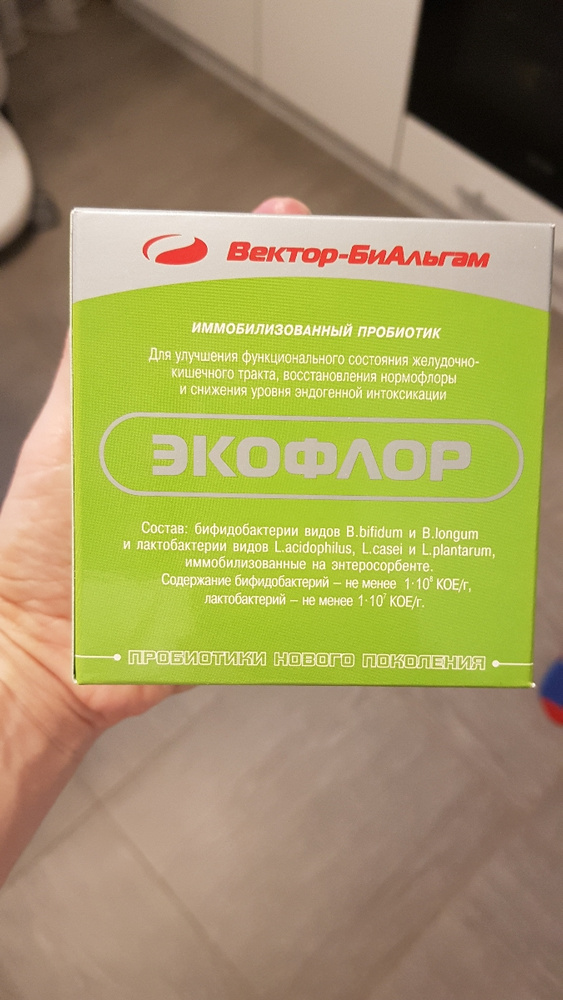 Вектор-БиАльгам
ИММОБИЛИЗОВАННЫЙ ПРОБИОТИК
Для улучшения функционального состояния желудочно-
кишечного тракта, восстановления нормофлоры
и снижения уровня эндогенной интоксикации
ЭКОФЛОР
Состав: бифидобактерии видов B.bifidum и B.longum
и лактобактерии видов L.acidophilus, L.casei и L.plantarum,
иммобилизованные на энтеросорбенте.
Содержание бифидобактерий – не менее 1·10⁸ КОЕ/г,
лактобактерий – не менее 1·10⁷ КОЕ/г.
ПРОБИОТИКИ НОВОГО ПОКОЛЕНИЯ